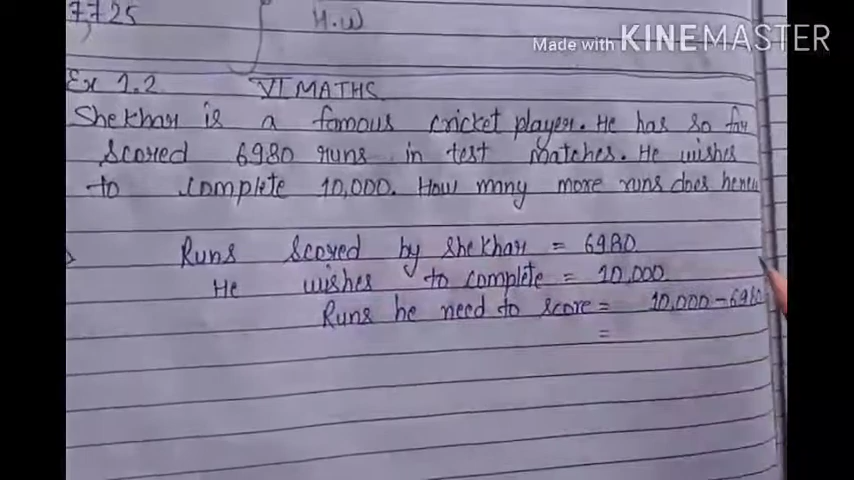 7,725
H.W
Made with KINEMASTER
Ex 1.2 VI MATHS
Shekhar is a famous cricket player. He has so far
scored 6980 runs in test matches. He wishes
to complete 10,000. How many more runs does he
Runs scored by shekhar = 6980
He wishes to complete = 10,000
Runs he need to score = 10,000 - 6980
=